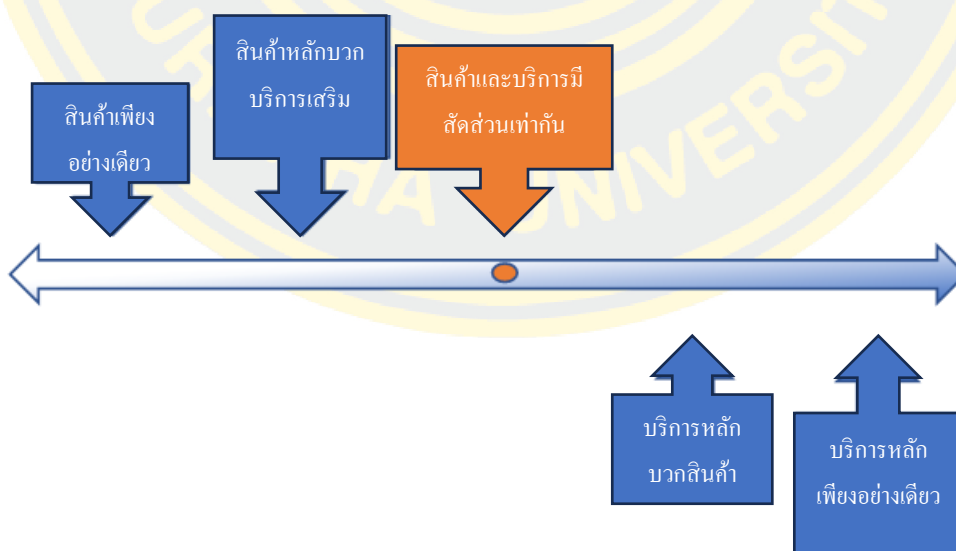 สินค้าเพียง
อย่างเดียว
สินค้าหลักบวก
บริการเสริม
สินค้าและบริการมี
สัดส่วนเท่ากัน
บริการหลัก
บวกสินค้า
บริการหลัก
เพียงอย่างเดียว
UNIVERSIT